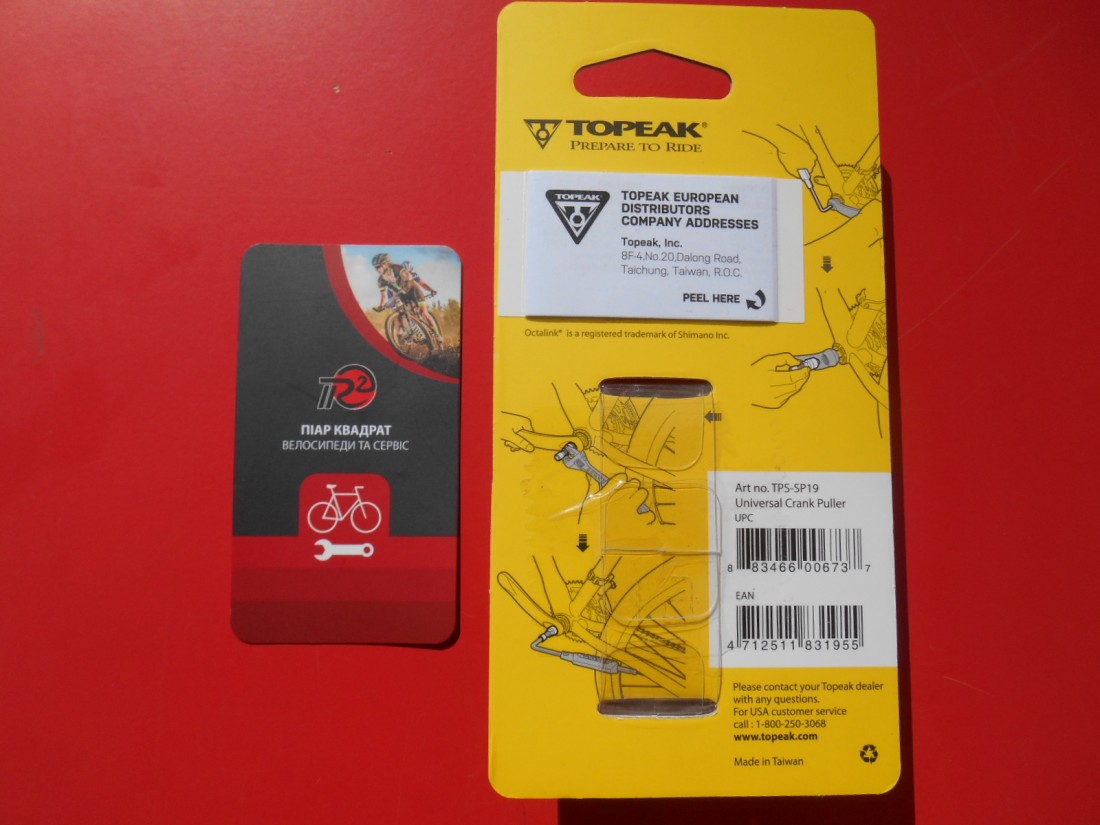 ПІАР КВАДРАТ
ВЕЛОСИПЕДИ ТА СЕРВІС
TOPEAK®
PREPARE TO RIDE
TOPEAK
TOPEAK EUROPEAN
DISTRIBUTORS
COMPANY ADDRESSES
Topeak, Inc.
8F-4,No.20,Dalong Road,
Taichung, Taiwan, R.O.C.
PEEL HERE
Octalink® is a registered trademark of Shimano Inc.
Art no. TPS-SP19
Universal Crank Puller
UPC
8 83466 00673 7
EAN
4 712511 831955
Please contact your Topeak dealer
with any questions.
For USA customer service
call : 1-800-250-3068
www.topeak.com
Made in Taiwan